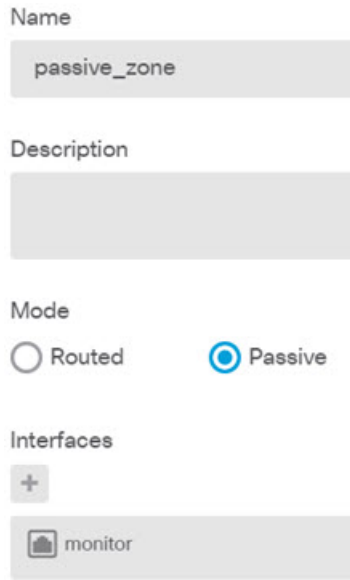 Name
passive_zone
Description
Mode
Routed Passive
Interfaces
+
monitor